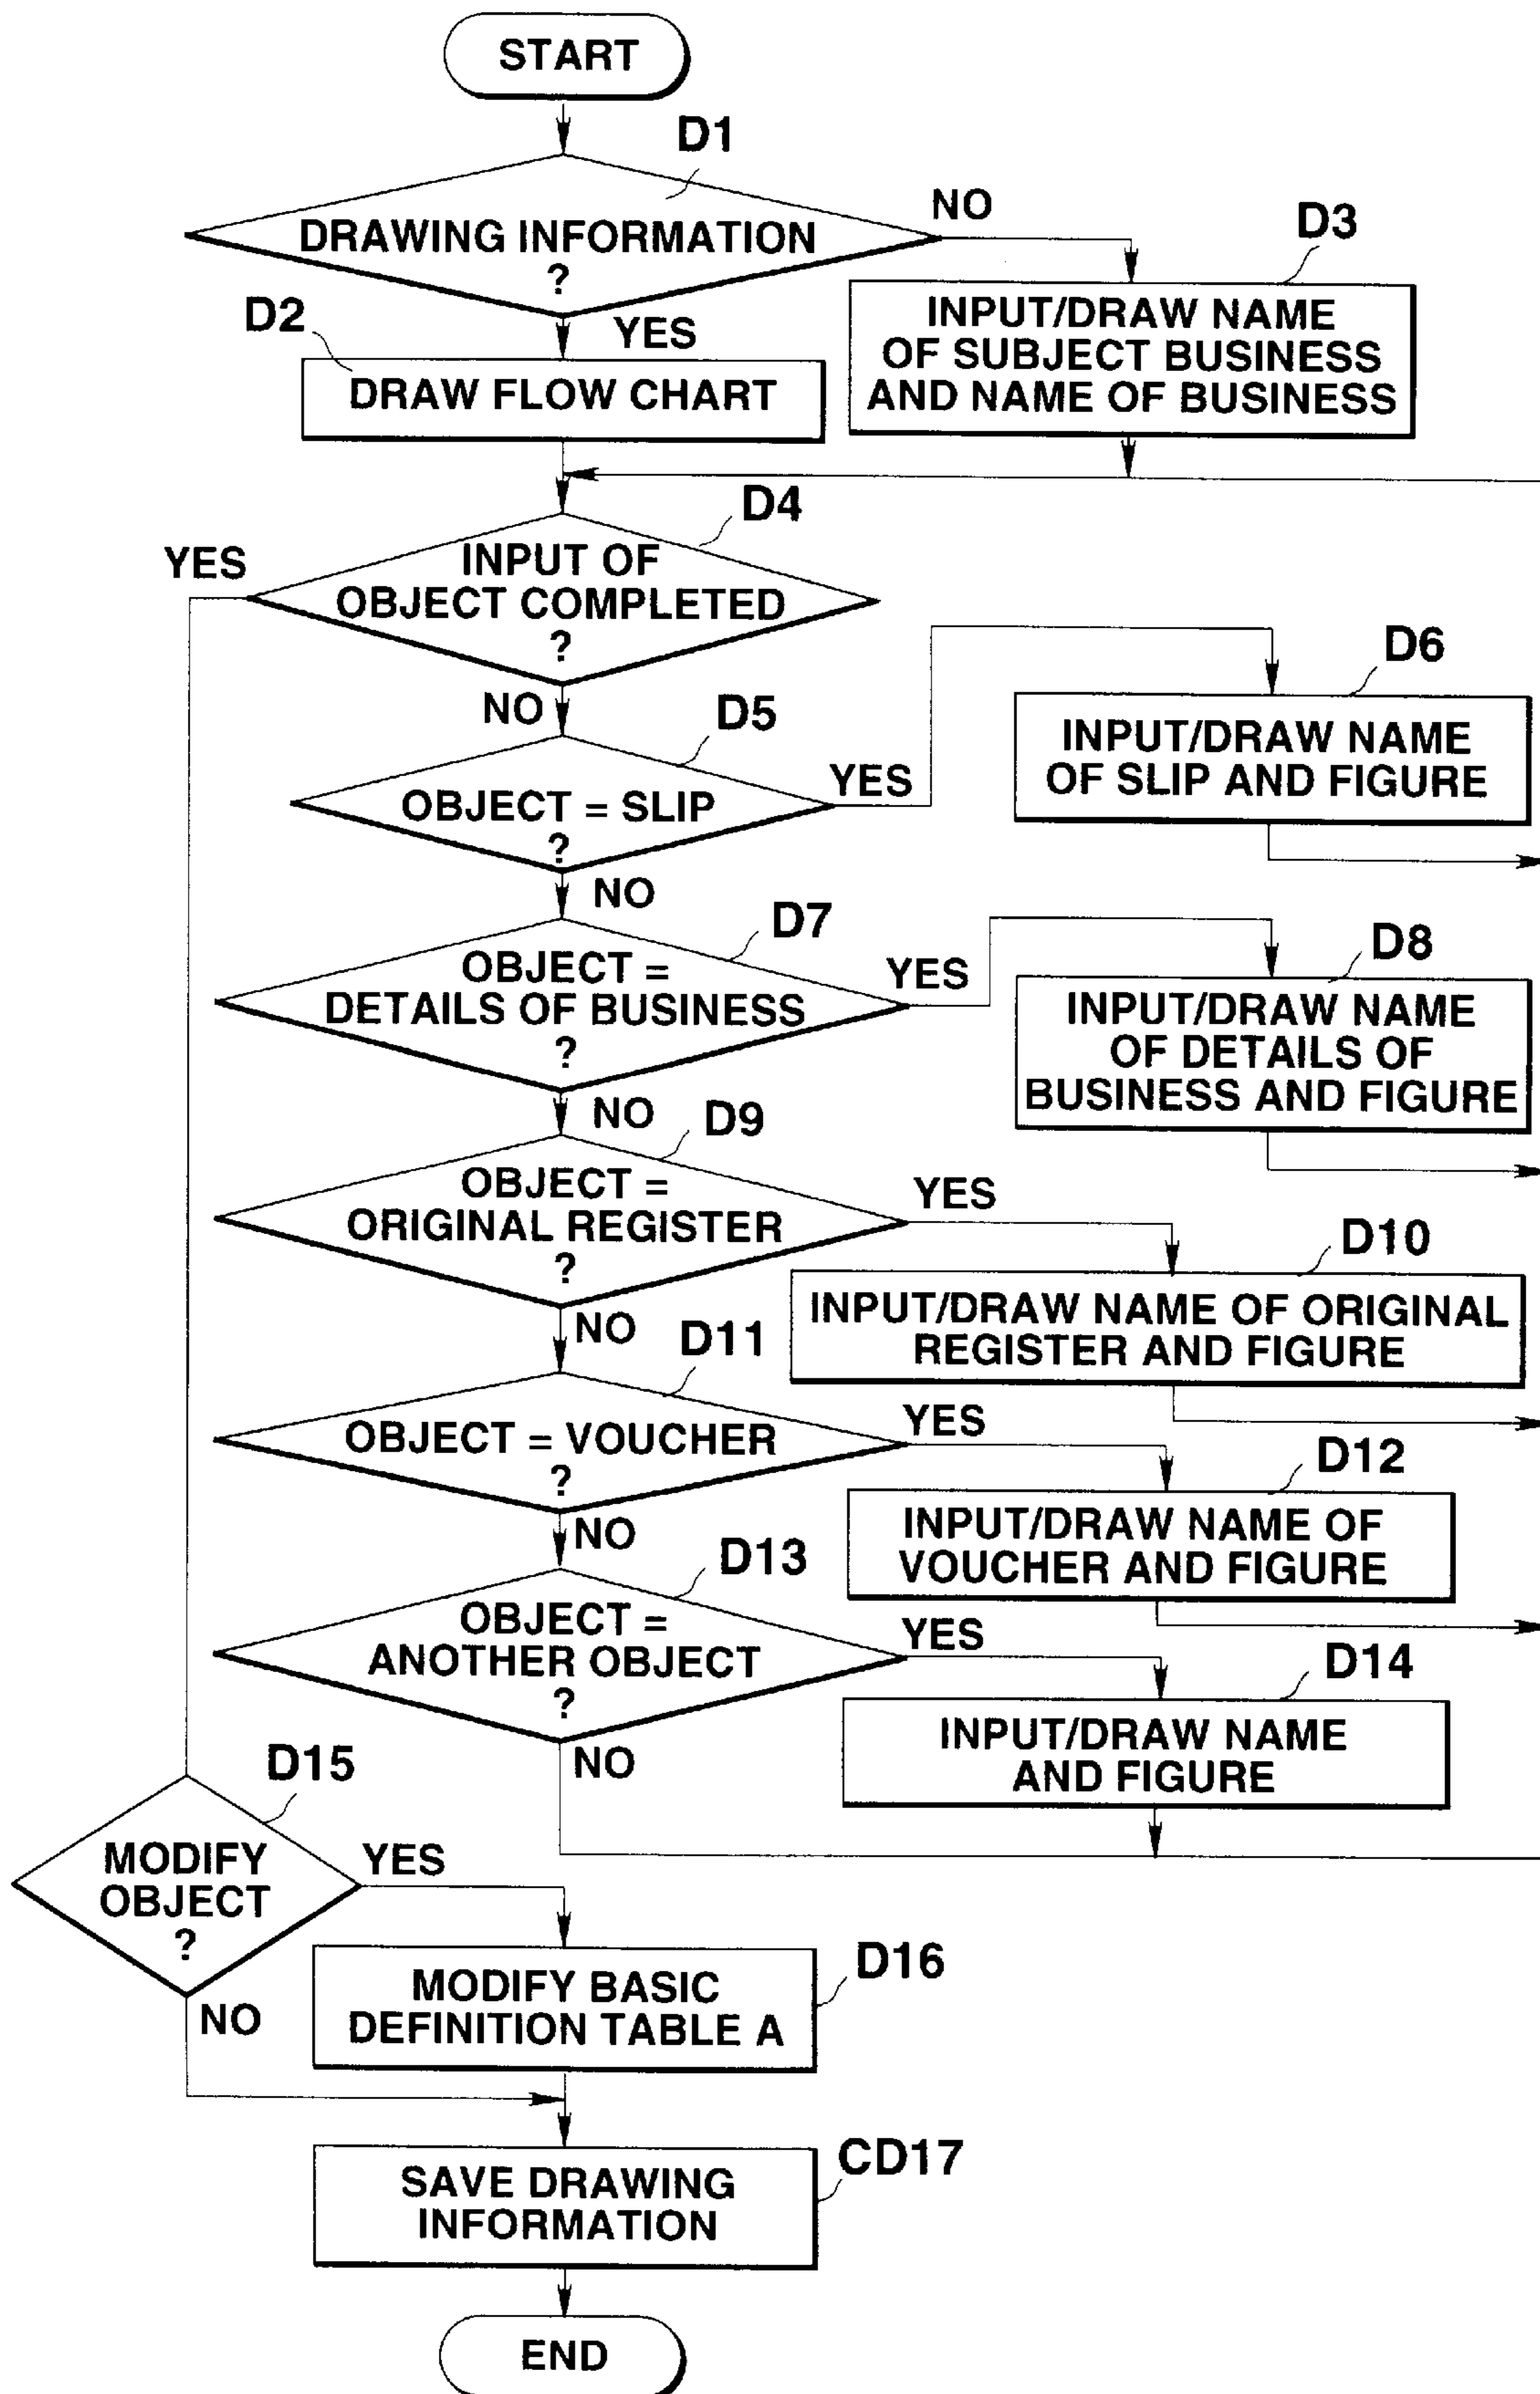 START
D1
DRAWING INFORMATION
?
NO
D3
INPUT/DRAW NAME
OF SUBJECT BUSINESS
AND NAME OF BUSINESS
D2
YES
DRAW FLOW CHART
D4
YES
INPUT OF
OBJECT COMPLETED
?
NO
D5
OBJECT = SLIP
?
YES
D6
INPUT/DRAW NAME
OF SLIP AND FIGURE
NO
D7
OBJECT =
DETAILS OF BUSINESS
?
YES
D8
INPUT/DRAW NAME
OF DETAILS OF
BUSINESS AND FIGURE
NO
D9
OBJECT =
ORIGINAL REGISTER
?
YES
D10
INPUT/DRAW NAME OF ORIGINAL
REGISTER AND FIGURE
NO
D11
OBJECT = VOUCHER
?
YES
D12
INPUT/DRAW NAME OF
VOUCHER AND FIGURE
NO
D13
OBJECT =
ANOTHER OBJECT
?
YES
D14
INPUT/DRAW NAME
AND FIGURE
NO
D15
MODIFY
OBJECT
?
YES
D16
MODIFY BASIC
DEFINITION TABLE A
NO
CD17
SAVE DRAWING
INFORMATION
END